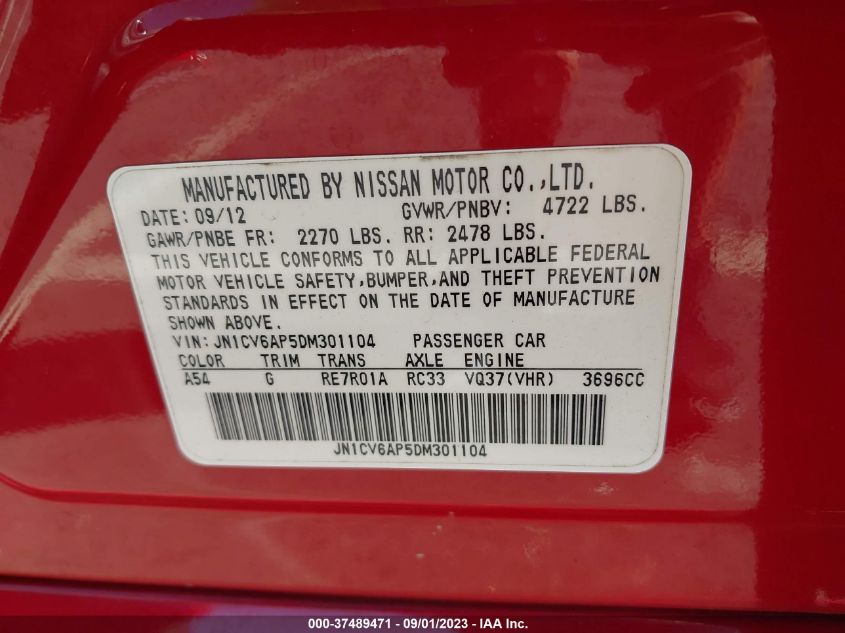 MANUFACTURED BY NISSAN MOTOR CO.,LTD.
DATE: 09/12 GVWR/PNBV: 4722 LBS.
GAWR/PNBE FR: 2270 LBS. RR: 2478 LBS.
THIS VEHICLE CONFORMS TO ALL APPLICABLE FEDERAL
MOTOR VEHICLE SAFETY,BUMPER,AND THEFT PREVENTION
STANDARDS IN EFFECT ON THE DATE OF MANUFACTURE
SHOWN ABOVE.
VIN:JN1CV6AP5DM301104 PASSENGER CAR
COLOR TRIM TRANS AXLE ENGINE
A54 G RE7R01A RC33 VQ37(VHR) 3696CC
JN1CV6AP5DM301104
000-37489471 - 09/01/2023 - IAA Inc.